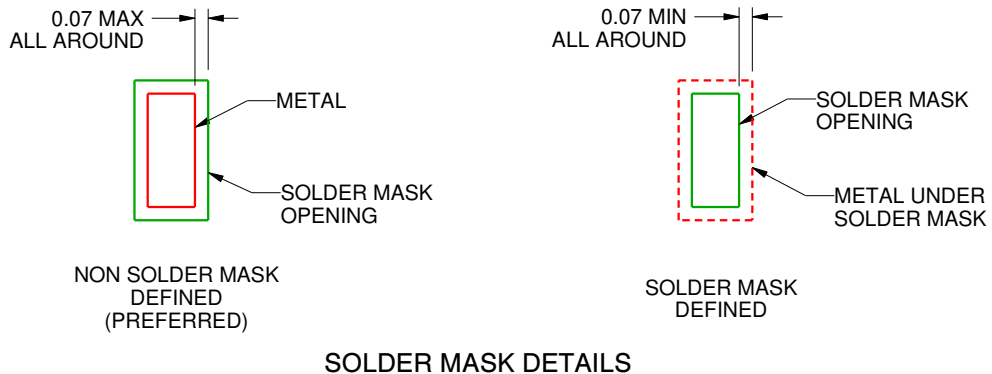 0.07 MAX
ALL AROUND
METAL
SOLDER MASK
OPENING
NON SOLDER MASK
DEFINED
(PREFERRED)
0.07 MIN
ALL AROUND
SOLDER MASK
OPENING
METAL UNDER
SOLDER MASK
SOLDER MASK
DEFINED
SOLDER MASK DETAILS